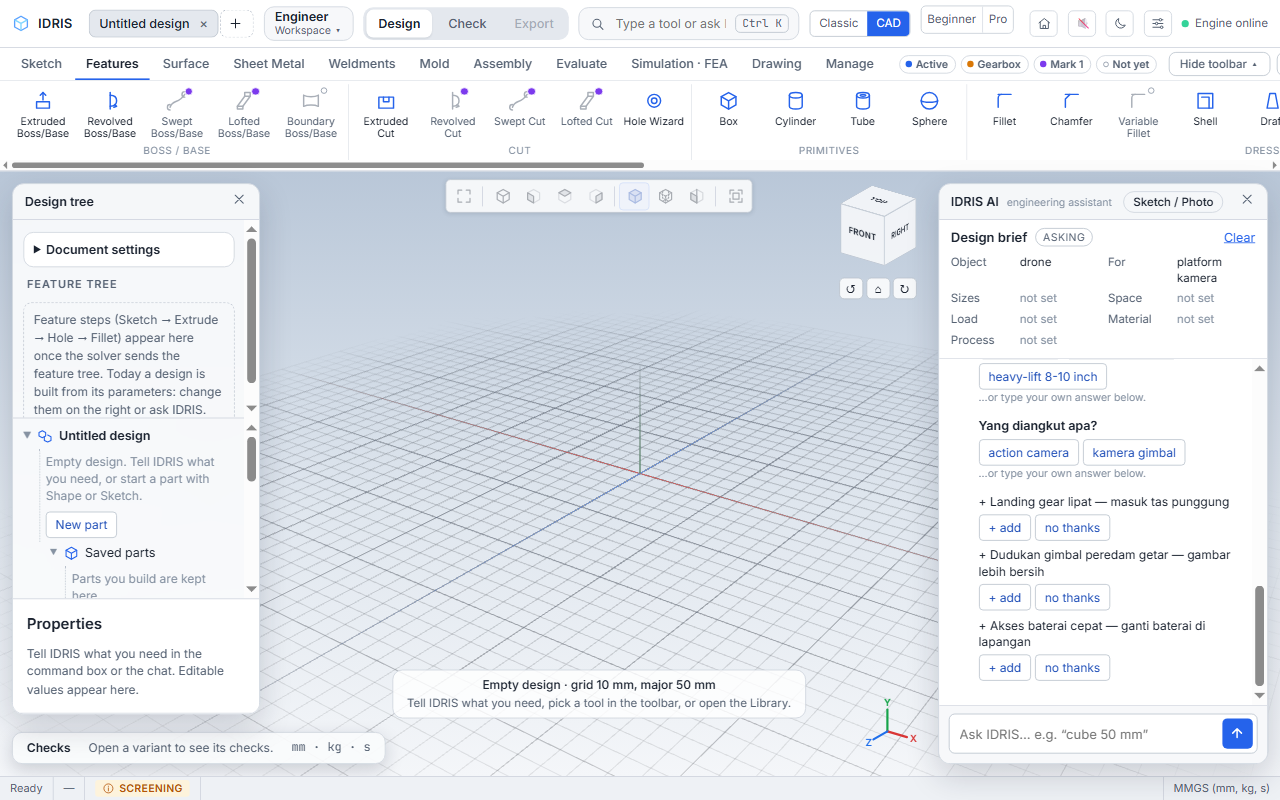 IDRIS
Untitled design ×
+
Engineer
Workspace
Design
Check
Export
Type a tool or ask I
Ctrl K
Classic
CAD
Beginner
Pro
Engine online
Sketch
Features
Surface
Sheet Metal
Weldments
Mold
Assembly
Evaluate
Simulation · FEA
Drawing
Manage
Active
Gearbox
Mark 1
Not yet
Hide toolbar
Extruded Boss/Base
Revolved Boss/Base
Swept Boss/Base
Lofted Boss/Base
Boundary Boss/Base
BOSS / BASE
Extruded Cut
Revolved Cut
Swept Cut
Lofted Cut
Hole Wizard
CUT
Box
Cylinder
Tube
Sphere
PRIMITIVES
Fillet
Chamfer
Variable Fillet
Shell
Draf
DRESS
Design tree
Document settings
FEATURE TREE
Feature steps (Sketch → Extrude
→ Hole → Fillet) appear here
once the solver sends the
feature tree. Today a design is
built from its parameters: change
them on the right or ask IDRIS.
Untitled design
Empty design. Tell IDRIS what
you need, or start a part with
Shape or Sketch.
New part
Saved parts
Parts you build are kept
here
Properties
Tell IDRIS what you need in the
command box or the chat. Editable
values appear here.
Checks
Open a variant to see its checks.
mm · kg · s
TOP
FRONT
RIGHT
Empty design · grid 10 mm, major 50 mm
Tell IDRIS what you need, pick a tool in the toolbar, or open the Library.
Y
X
Z
IDRIS AI engineering assistant
Sketch / Photo
Design brief
ASKING
Clear
Object drone For platform
kamera
Sizes not set Space not set
Load not set Material not set
Process not set
heavy-lift 8-10 inch
...or type your own answer below.
Yang diangkut apa?
action camera
kamera gimbal
...or type your own answer below.
+ Landing gear lipat — masuk tas punggung
+ add
no thanks
+ Dudukan gimbal peredam getar — gambar
lebih bersih
+ add
no thanks
+ Akses baterai cepat — ganti baterai di
lapangan
+ add
no thanks
Ask IDRIS... e.g. “cube 50 mm”
Ready
—
SCREENING
MMGS (mm, kg, s)